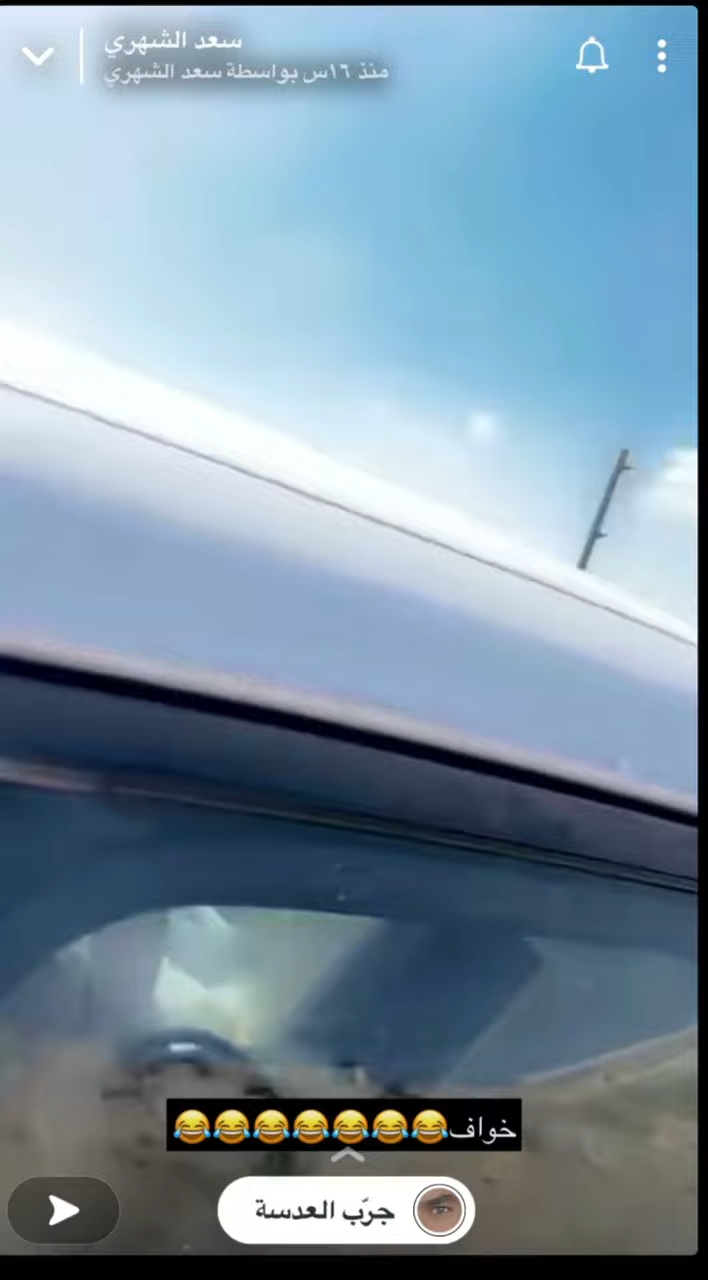 سعد الشهري
منذ ١٦س بواسطة سعد الشهري
خواف😂😂😂😂😂😂😂
جرّب العدسة